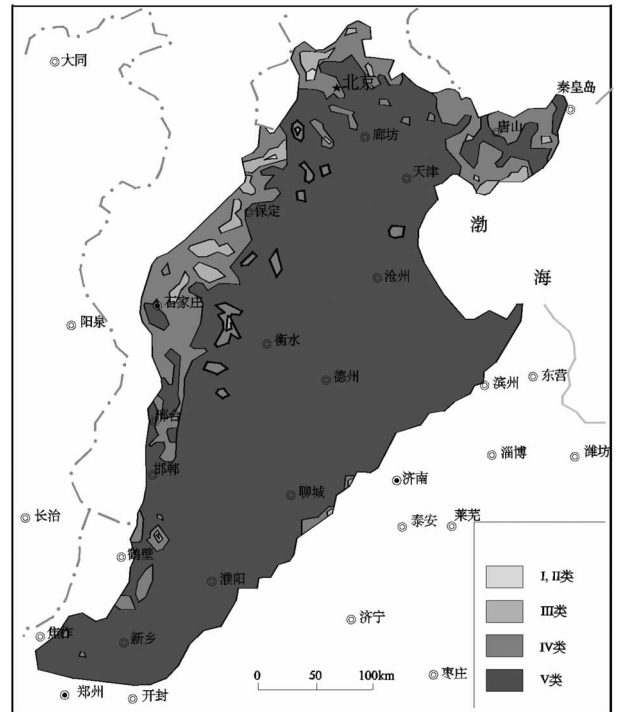 大同
北京
秦皇岛
廊坊
唐山
天津
保定
渤
海
沧州
石家庄
阳泉
衡水
德州
滨州
东营
邢台
淄博
潍坊
邯郸
济南
聊城
长治
泰安
莱芜
鹤壁
濮阳
I, II类
III类
焦作
新乡
济宁
IV类
0 50 100km
枣庄
V类
郑州
开封